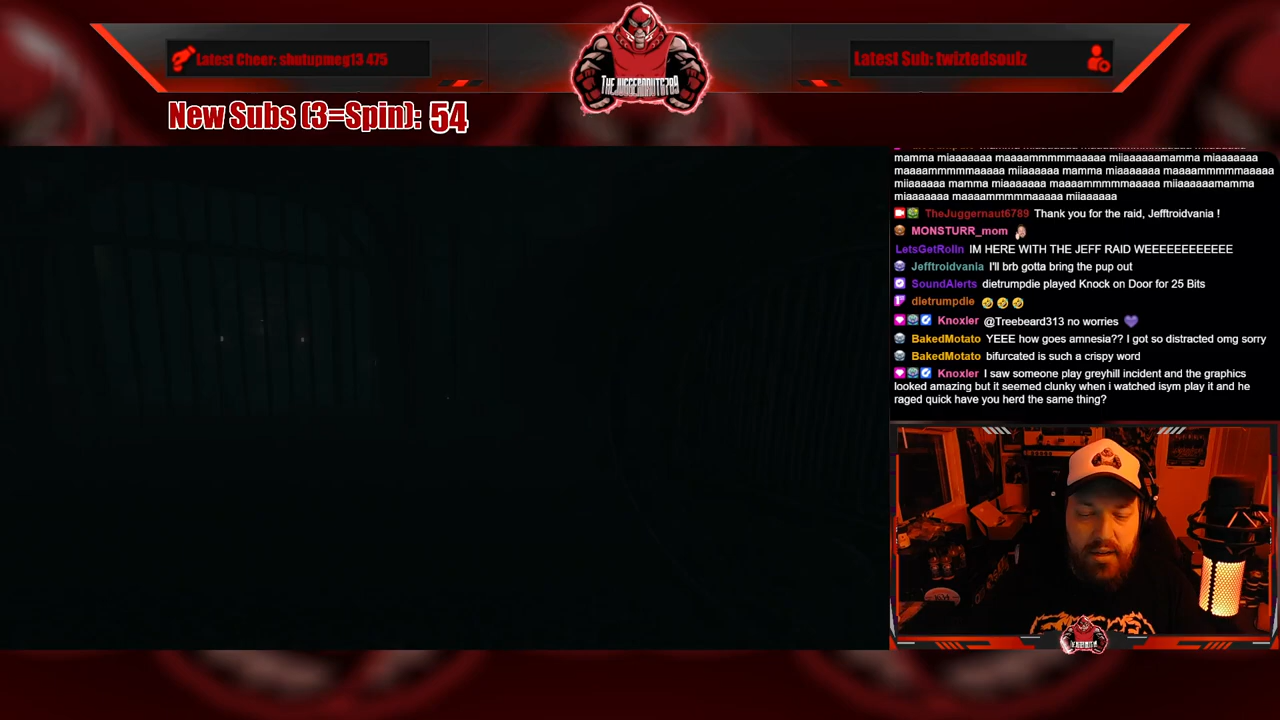 Latest Cheer: shutupmeg13 475
THEJUGGERNAUT6789
Latest Sub: twiztedsoulz
New Subs (3=Spin): 54
mamma miaaaaaaa maaaammmmmaaaaa miiaaaaaamamma miaaaaaaa
maaaammmmmaaaaa miiaaaaaa mamma miaaaaaaa maaaammmmmaaaaa
miiaaaaaa mamma miaaaaaaa maaaammmmmaaaaa miiaaaaaamamma
miaaaaaaa maaaammmmmaaaaa miiaaaaaa
TheJuggernaut6789 Thank you for the raid, Jefftroidvania !
MONSTURR_mom
LetsGetRolln IM HERE WITH THE JEFF RAID WEEEEEEEEEEEE
Jefftroidvania I'll brb gotta bring the pup out
SoundAlerts dietrumpdie played Knock on Door for 25 Bits
dietrumpdie
Knoxler @Treebeard313 no worries
BakedMotato YEEE how goes amnesia?? I got so distracted omg sorry
BakedMotato bifurcated is such a crispy word
Knoxler I saw someone play greyhill incident and the graphics
looked amazing but it seemed clunky when i watched isym play it and he
raged quick have you herd the same thing?